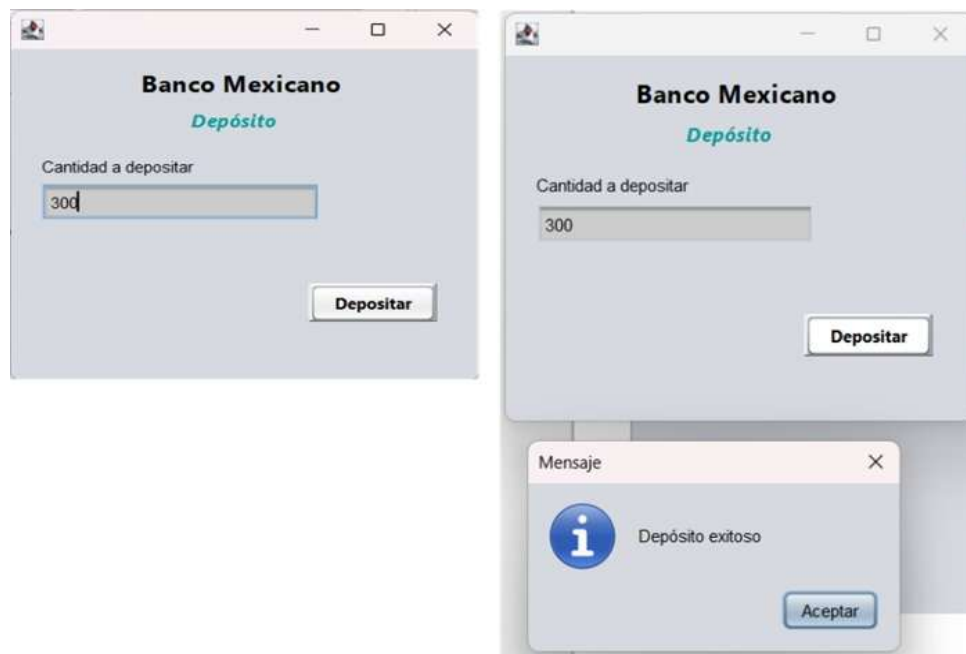 Banco Mexicano
Depósito
Cantidad a depositar
300
Depositar
Banco Mexicano
Depósito
Cantidad a depositar
300
Depositar
Mensaje
Depósito exitoso
Aceptar